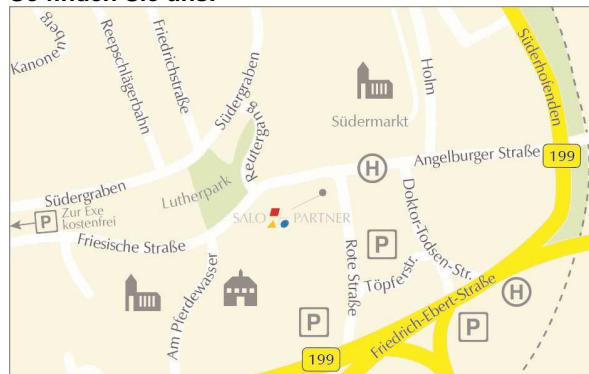 So finden Sie uns:
Kanonenberg
Reepschlägerbahn
Friedrichstraße
Südergraben
Reutergang
Südermarkt
Holm
Süderhofenden
Angelburger Straße
199
H
Südergraben
Lutherpark
P
Zur Exe
kostenfrei
SALO PARTNER
Friesische Straße
Am Pferdewasser
Rote Straße
P
Töpferstr.
Doktor-Todsen-Str.
H
P
P
Friedrich-Ebert-Straße
199